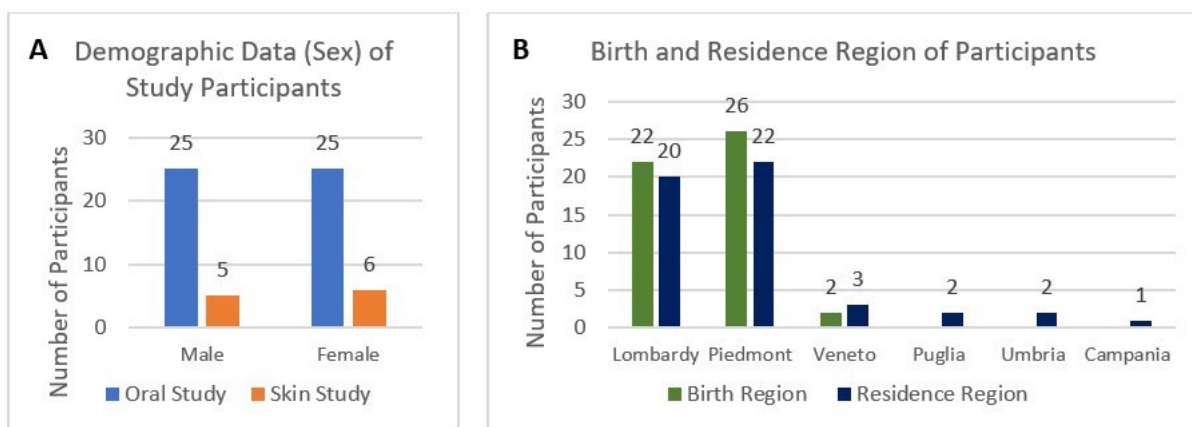 A
Demographic Data (Sex) of
Study Participants
Number of Participants
30
20
10
0
25
5
25
6
Male
Female
Oral Study
Skin Study
B
Birth and Residence Region of Participants
Number of Participants
30
25
20
15
10
5
0
22
20
26
22
2
3
2
2
1
Lombardy
Piedmont
Veneto
Puglia
Umbria
Campania
Birth Region
Residence Region